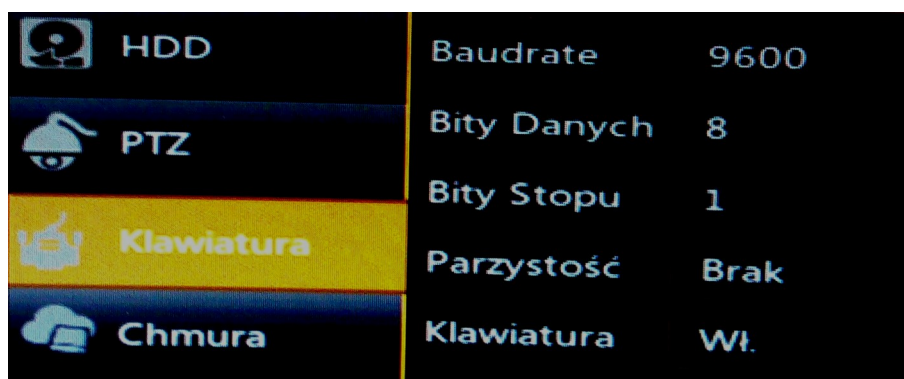 HDD
PTZ
Klawiatura
Chmura
Baudrate 9600
Bity Danych 8
Bity Stopu 1
Parzystość Brak
Klawiatura Wł.